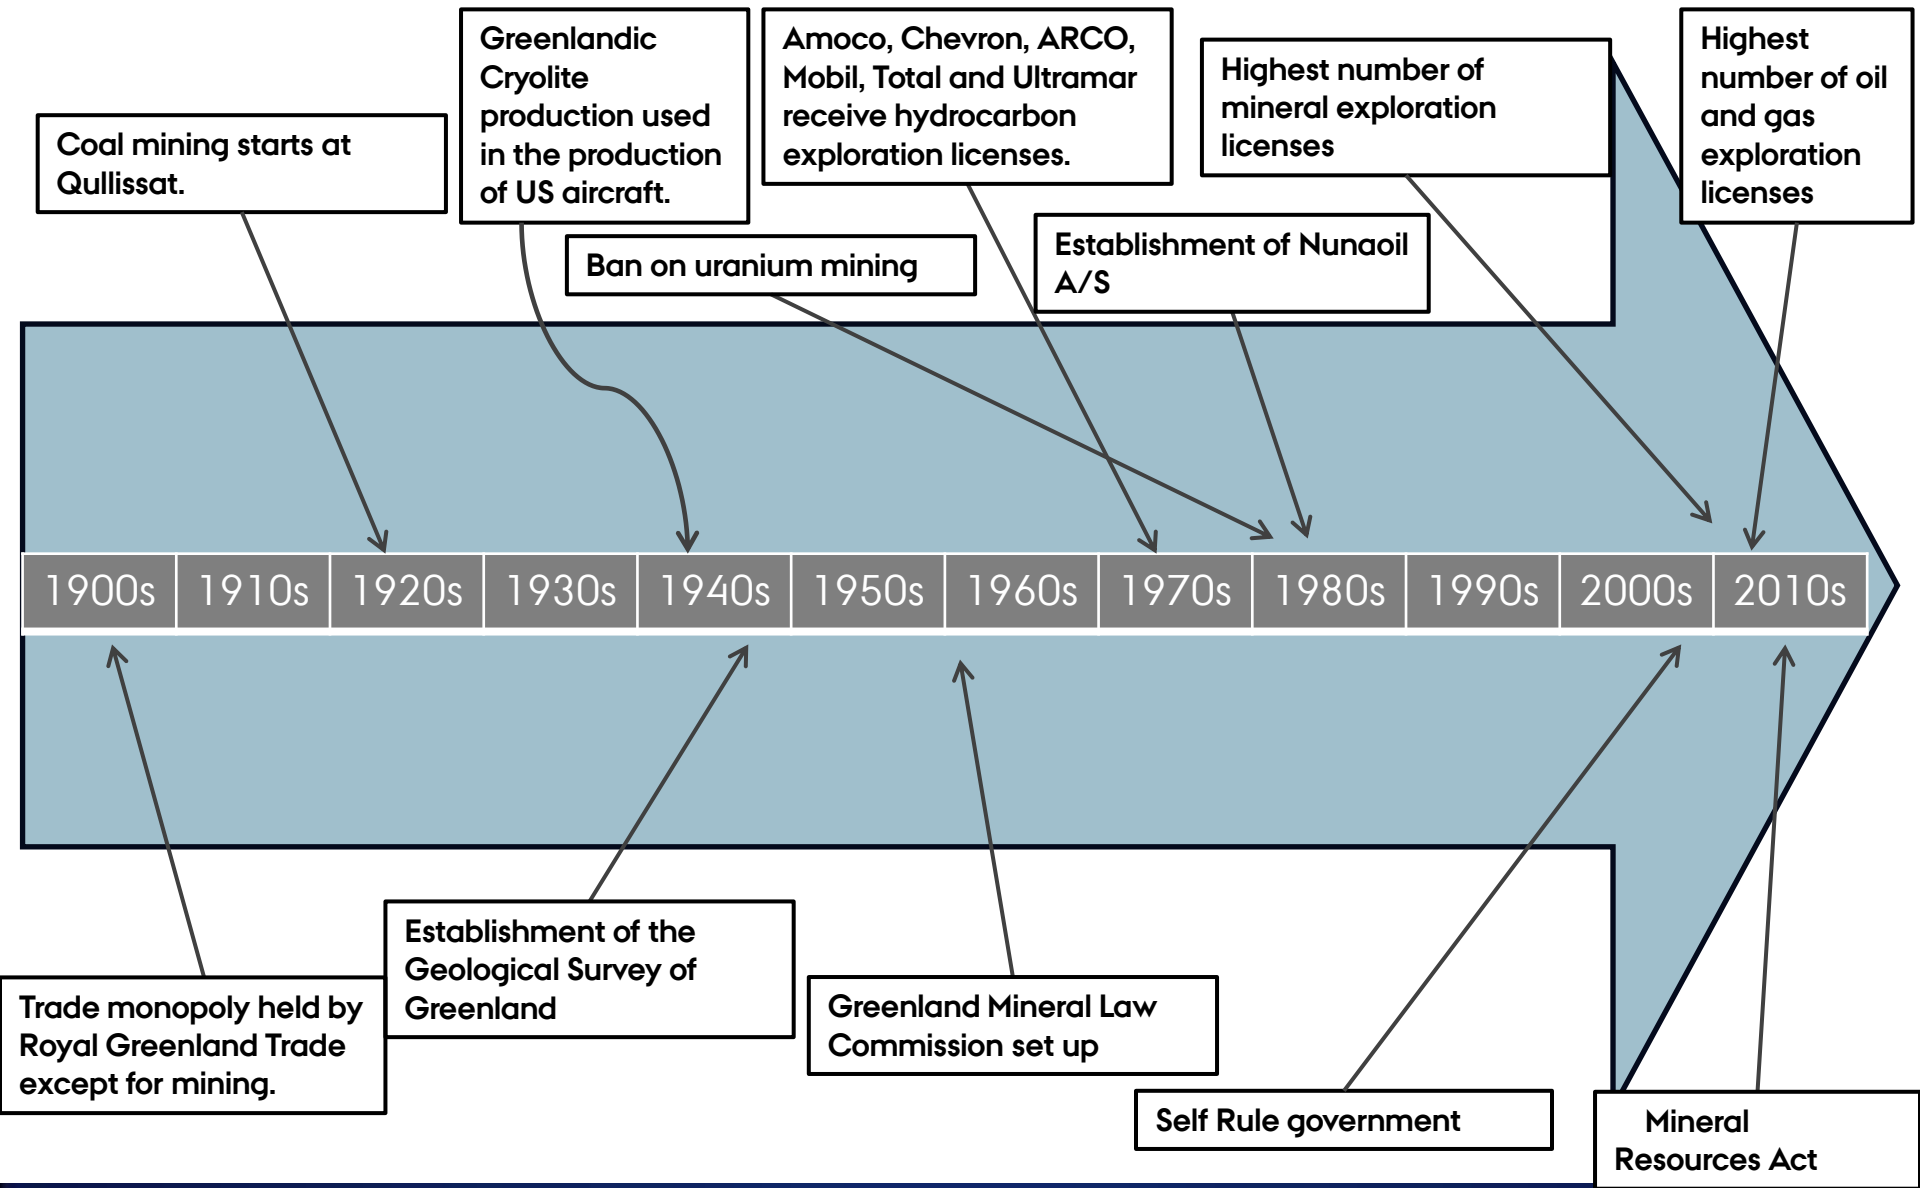 Coal mining starts at
Qullissat.
Greenlandic
Cryolite
production used
in the production
of US aircraft.
Ban on uranium mining
Amoco, Chevron, ARCO,
Mobil, Total and Ultramar
receive hydrocarbon
exploration licenses.
Establishment of Nunaoil
A/S
Highest number of
mineral exploration
licenses
Highest
number of oil
and gas
exploration
licenses
1900s 1910s 1920s 1930s 1940s 1950s 1960s 1970s 1980s 1990s 2000s 2010s
Trade monopoly held by
Royal Greenland Trade
except for mining.
Establishment of the
Geological Survey of
Greenland
Greenland Mineral Law
Commission set up
Self Rule government
Mineral
Resources Act